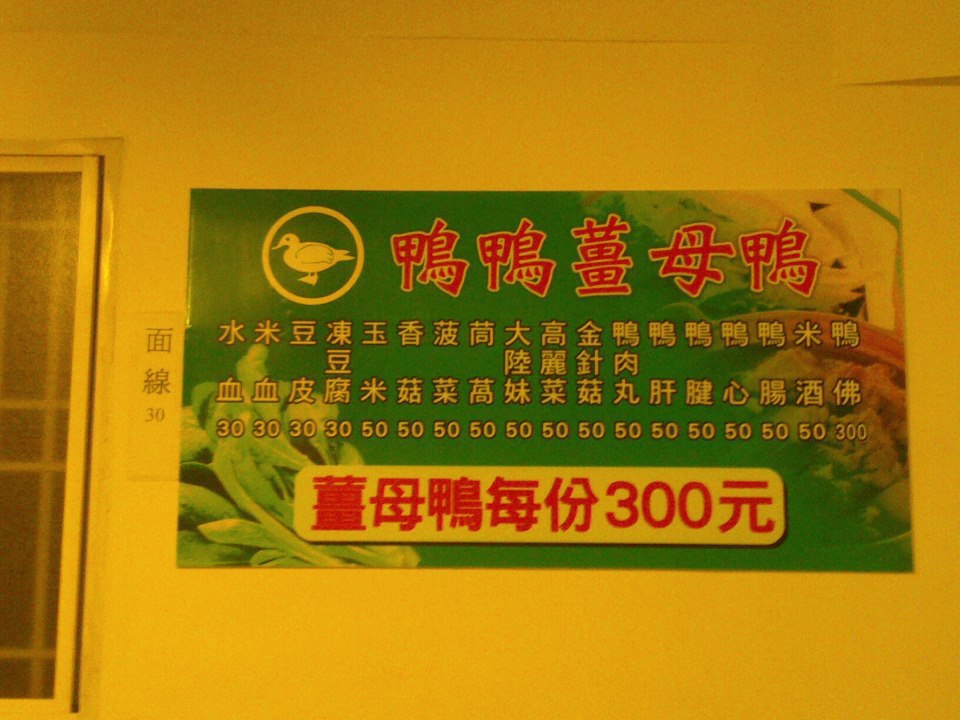 鴨鴨薑母鴨
水血 30
米血 30
豆皮 30
凍豆腐 30
玉米 50
香菇 50
菠菜 50
茼萵 50
大陸妹 50
高麗菜 50
金針菇 50
鴨肉丸 50
鴨肝 50
鴨腱 50
鴨心 50
鴨腸 50
米酒 50
鴨佛 300
薑母鴨每份300元
面線 30